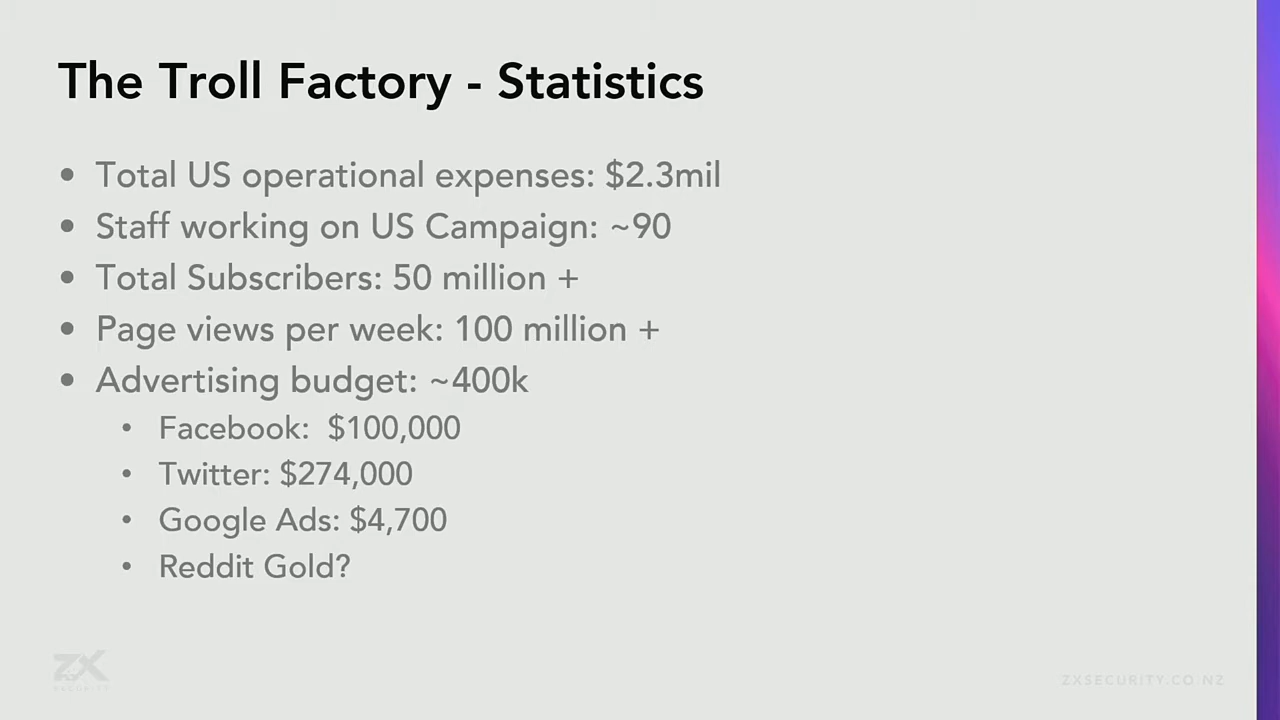 The Troll Factory - Statistics
• Total US operational expenses: $2.3mil
• Staff working on US Campaign: ~90
• Total Subscribers: 50 million +
• Page views per week: 100 million +
• Advertising budget: ~400k
• Facebook:  $100,000
• Twitter: $274,000
• Google Ads: $4,700
• Reddit Gold?
ZX
SECURITY
ZXSECURITY.CO.NZ